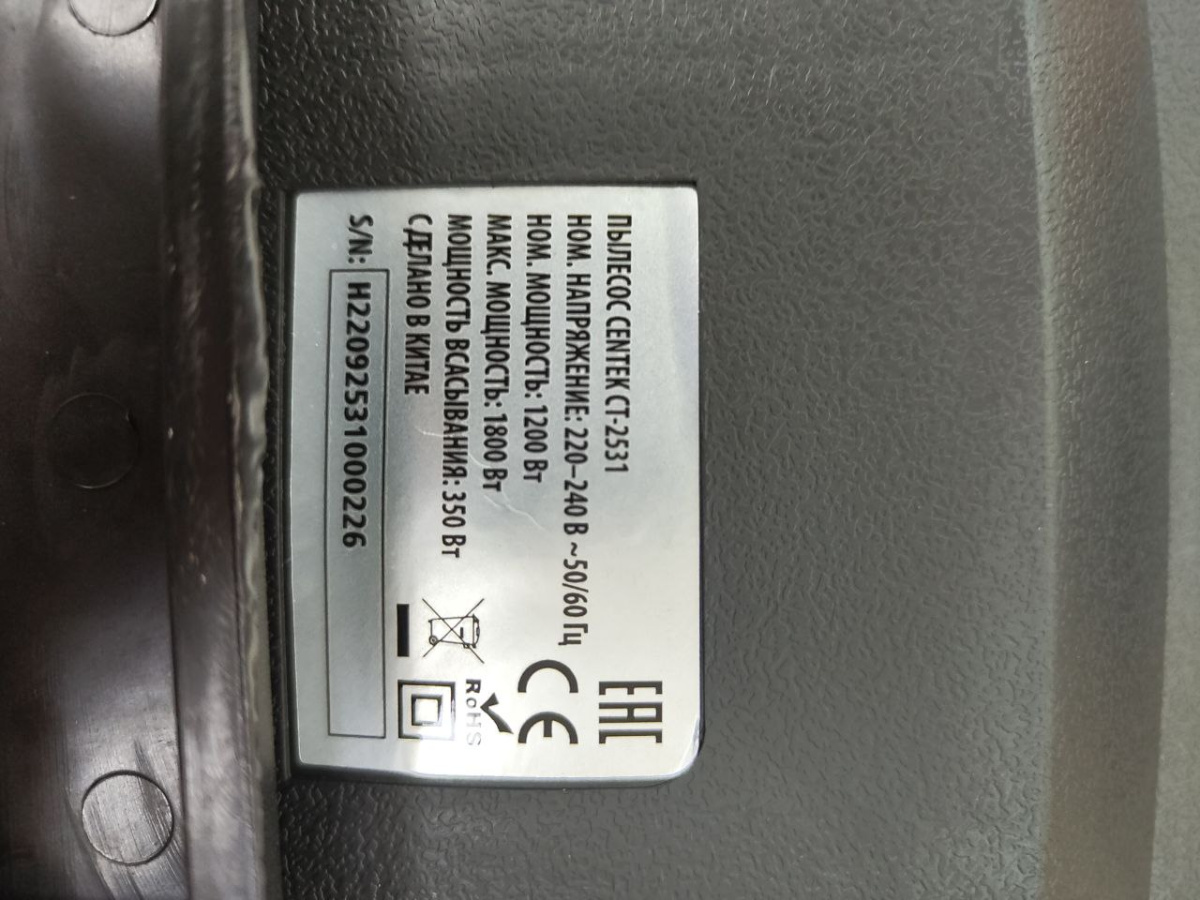 ПЫЛЕСОС CENTEK CT-2531
НОМ. НАПРЯЖЕНИЕ: 220–240 В ~50/60 Гц
НОМ. МОЩНОСТЬ: 1200 Вт
МАКС. МОЩНОСТЬ: 1800 Вт
МОЩНОСТЬ ВСАСЫВАНИЯ: 350 Вт
СДЕЛАНО В КИТАЕ
S/N: H22092531000226
EAC
CE
RoHS